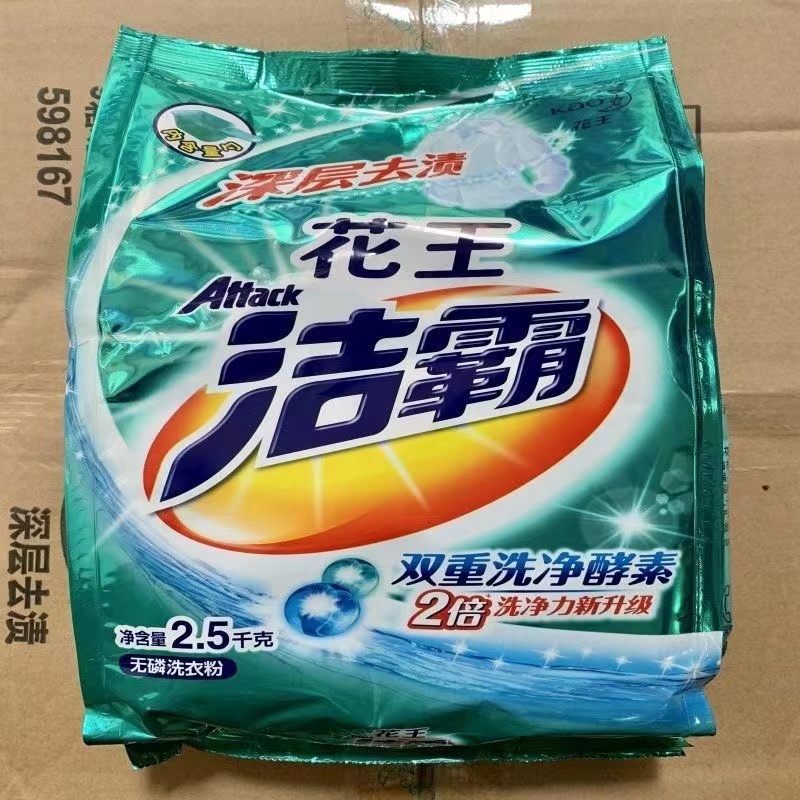 598167
内含量勺
Kao
花王
深层去渍
花王
Attack
洁霸
双重洗净酵素
2倍洗净力新升级
净含量 2.5千克
无磷洗衣粉
深层去渍
花王